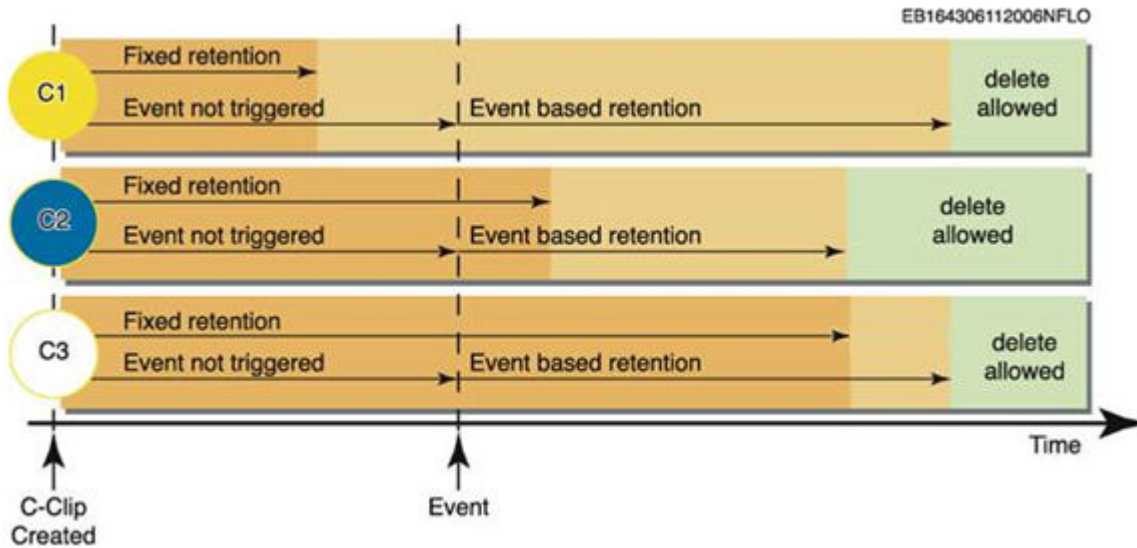 EB164306112006NFLO
C1
Fixed retention
Event not triggered
Event based retention
delete
allowed
C2
Fixed retention
Event not triggered
Event based retention
delete
allowed
C3
Fixed retention
Event not triggered
Event based retention
delete
allowed
Time
C-Clip
Created
Event